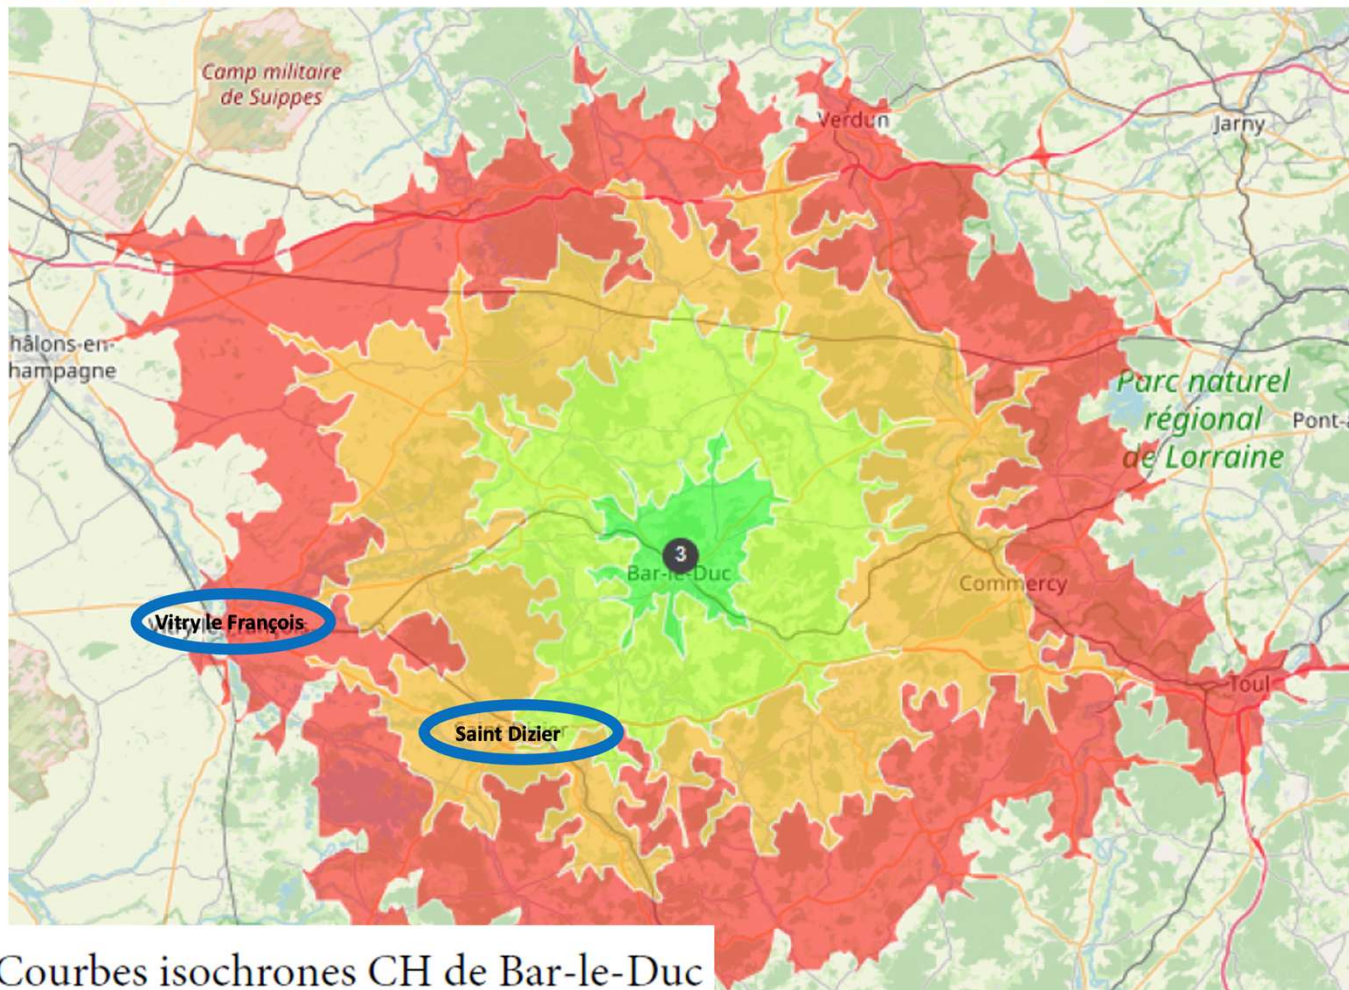 Camp militaire
de Suippes
Verdun
Jarny
hâlons-en-
hampagne
Parc naturel
régional
de Lorraine
Pont-à
3
Bar-le-Duc
Commercy
Vitry le François
Toul
Saint Dizier
Courbes isochrones CH de Bar-le-Duc